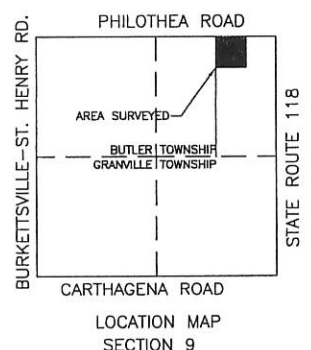 PHILOTHEA ROAD
BURKETTSVILLE-ST. HENRY RD.
AREA SURVEYED
STATE ROUTE 118
BUTLER TOWNSHIP
GRANVILLE TOWNSHIP
CARTHAGENA ROAD
LOCATION MAP
SECTION 9